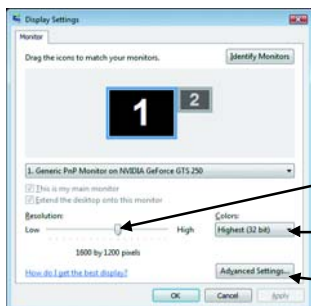 Display Settings
Monitor
Drag the icons to match your monitors.
Identify Monitors
1
2
1. Generic PnP Monitor on NVIDIA GeForce GTS 250
This is my main monitor
Extend the desktop onto this monitor
Resolution:
Colors:
Low
High
Highest (32 bit)
1600 by 1200 pixels
How do I get the best display?
Advanced Settings...
OK
Cancel
Apply